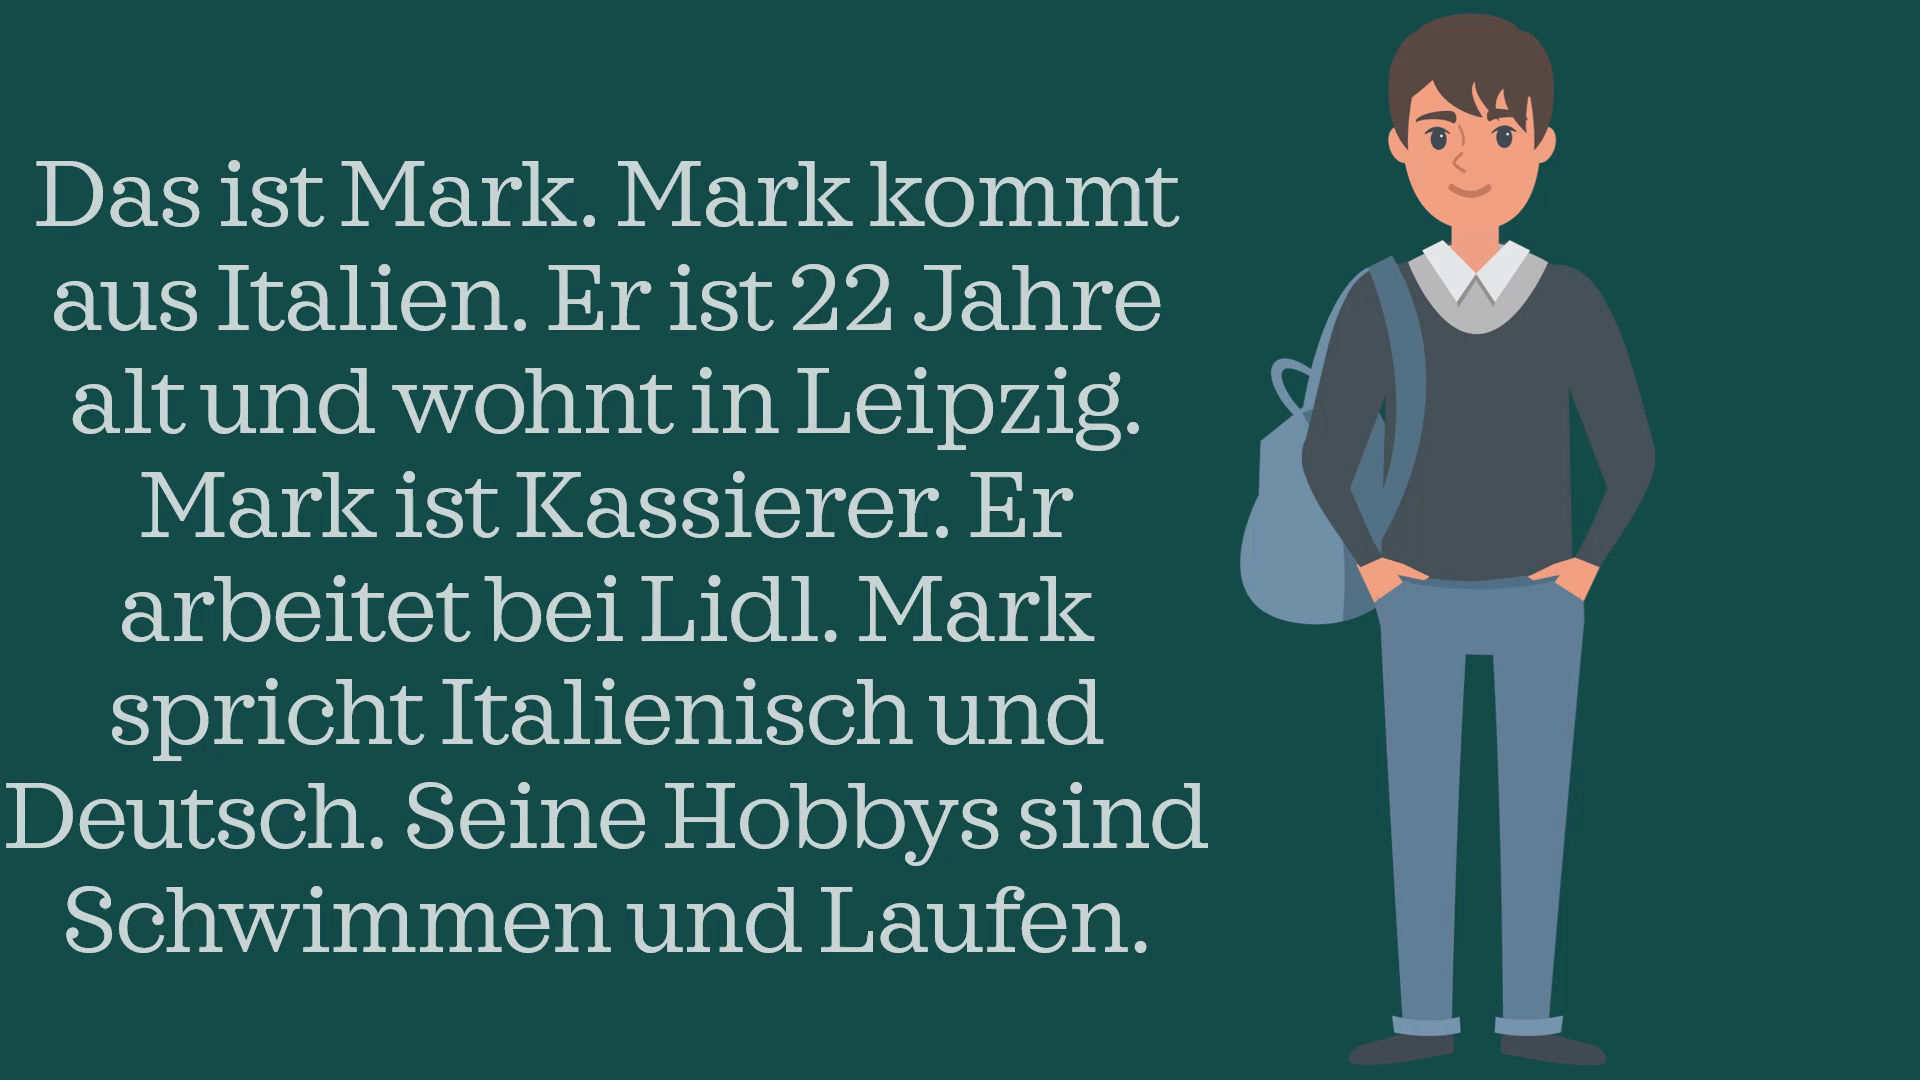 Das ist Mark. Mark kommt
aus Italien. Er ist 22 Jahre
alt und wohnt in Leipzig.
Mark ist Kassierer. Er
arbeitet bei Lidl. Mark
spricht Italienisch und
Deutsch. Seine Hobbys sind
Schwimmen und Laufen.